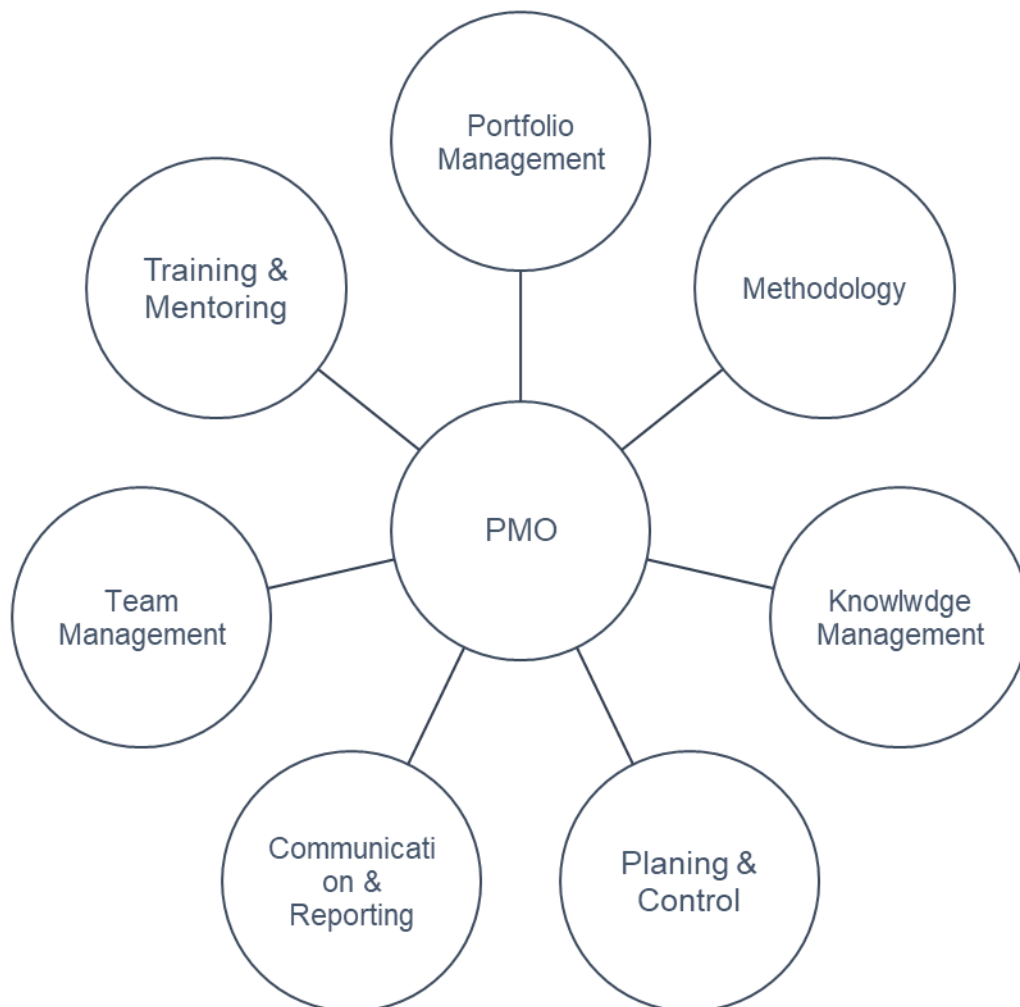 Portfolio
Management
Training &
Mentoring
Methodology
PMO
Team
Management
Knowlwdge
Management
Communicati
on &
Reporting
Planing &
Control